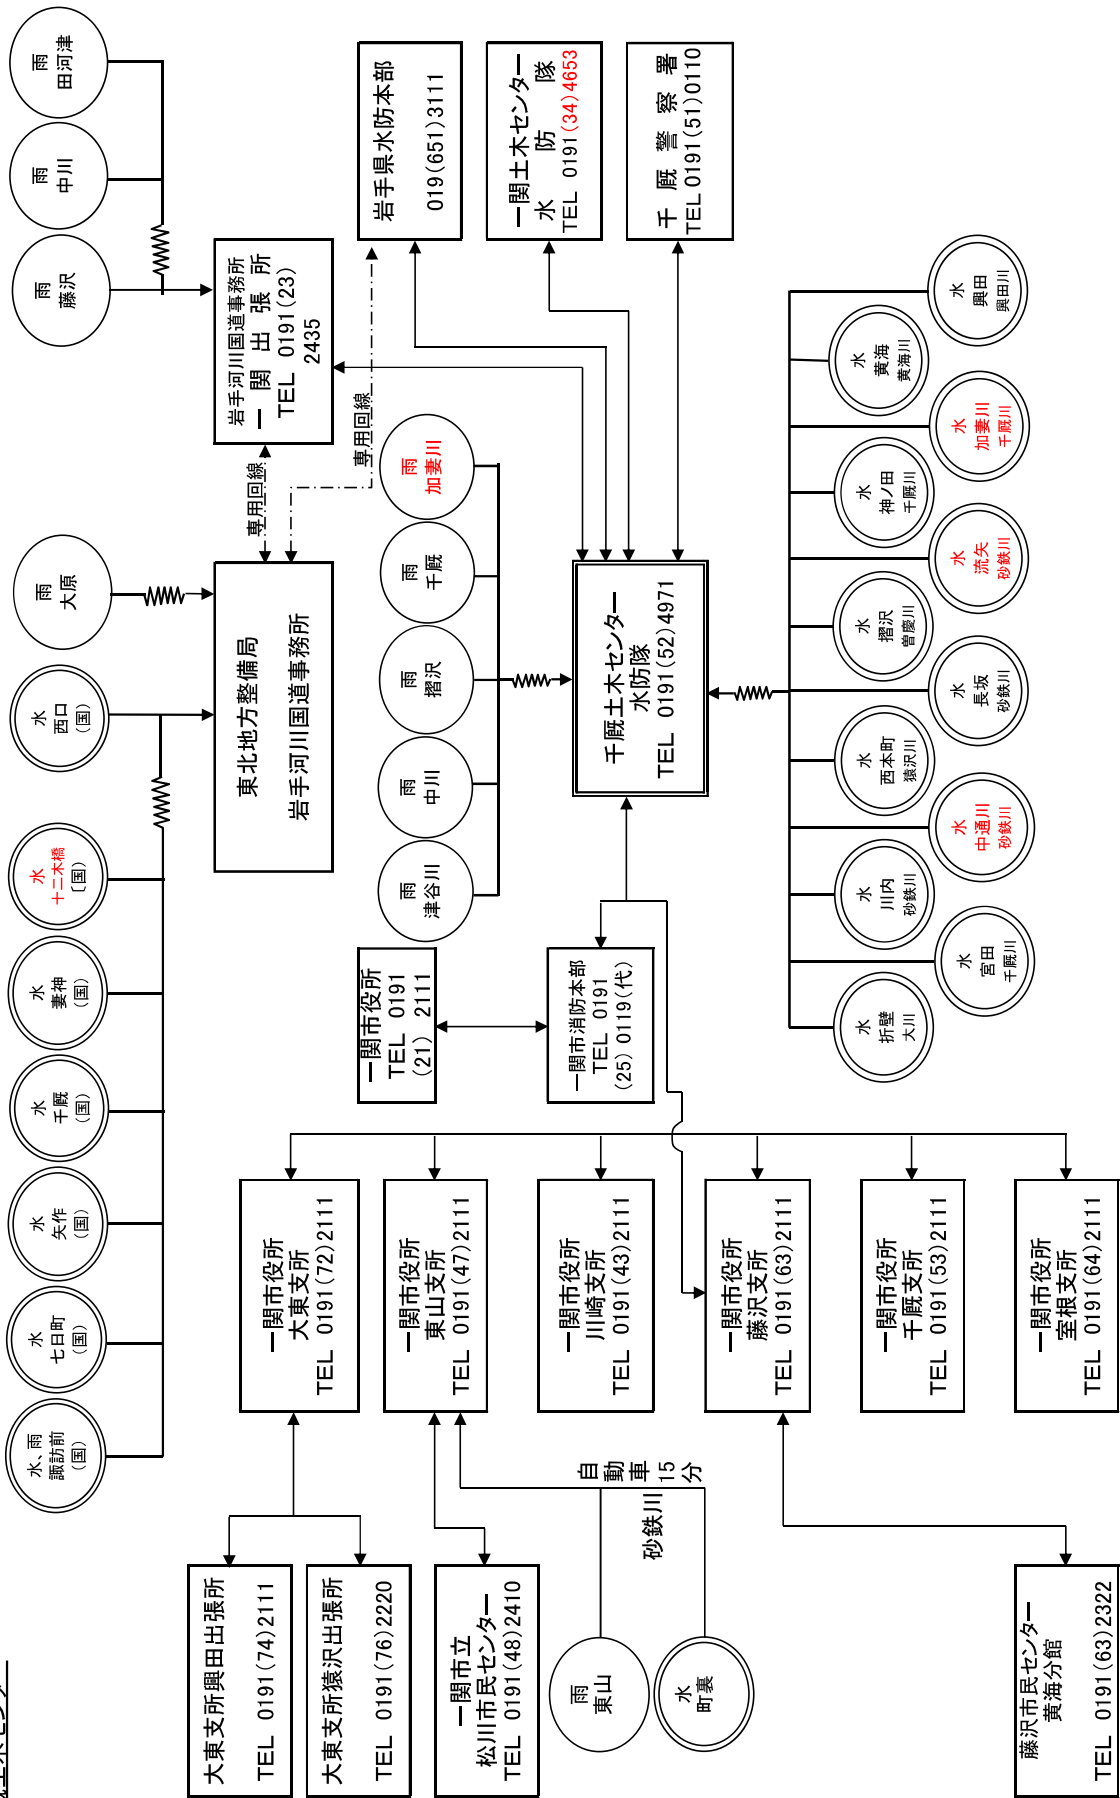 千厩土木センター
水、雨
諏訪前
(国)
水
七日町
(国)
水
矢作
(国)
水
千厩
(国)
水
妻神
(国)
水
十二木橋
〔国〕
水
西口
(国)
雨
大原
雨
藤沢
雨
中川
雨
田河津
東北地方整備局
岩手河川国道事務所
専用回線
専用回線
岩手河川国道事務所
一関出張所
TEL 0191(23)
2435
岩手県水防本部
019(651)3111
一関土木センター
水防隊
TEL 0191(34)4653
千厩警察署
TEL 0191(51)0110
雨
津谷川
雨
中川
雨
摺沢
雨
千厩
雨
加妻川
千厩土木センター
水防隊
TEL 0191(52)4971
一関市役所
TEL 0191
(21) 2111
一関市消防本部
TEL 0191
(25) 0119(代)
一関市役所
大東支所
TEL 0191(72)2111
一関市役所
東山支所
TEL 0191(47)2111
一関市役所
川崎支所
TEL 0191(43)2111
一関市役所
藤沢支所
TEL 0191(63)2111
一関市役所
千厩支所
TEL 0191(53)2111
一関市役所
室根支所
TEL 0191(64)2111
大東支所興田出張所
TEL 0191(74)2111
大東支所猿沢出張所
TEL 0191(76)2220
一関市立
松川市民センター
TEL 0191(48)2410
雨
東山
水
町裏
自動車15分
砂鉄川
藤沢市民センター
黄海分館
TEL 0191(63)2322
水
折壁
大川
水
宮田
千厩川
水
川内
砂鉄川
水
中通川
砂鉄川
水
西本町
猿沢川
水
長坂
砂鉄川
水
摺沢
曽慶川
水
流矢
砂鉄川
水
神ノ田
千厩川
水
加妻川
千厩川
水
黄海
黄海川
水
興田
興田川